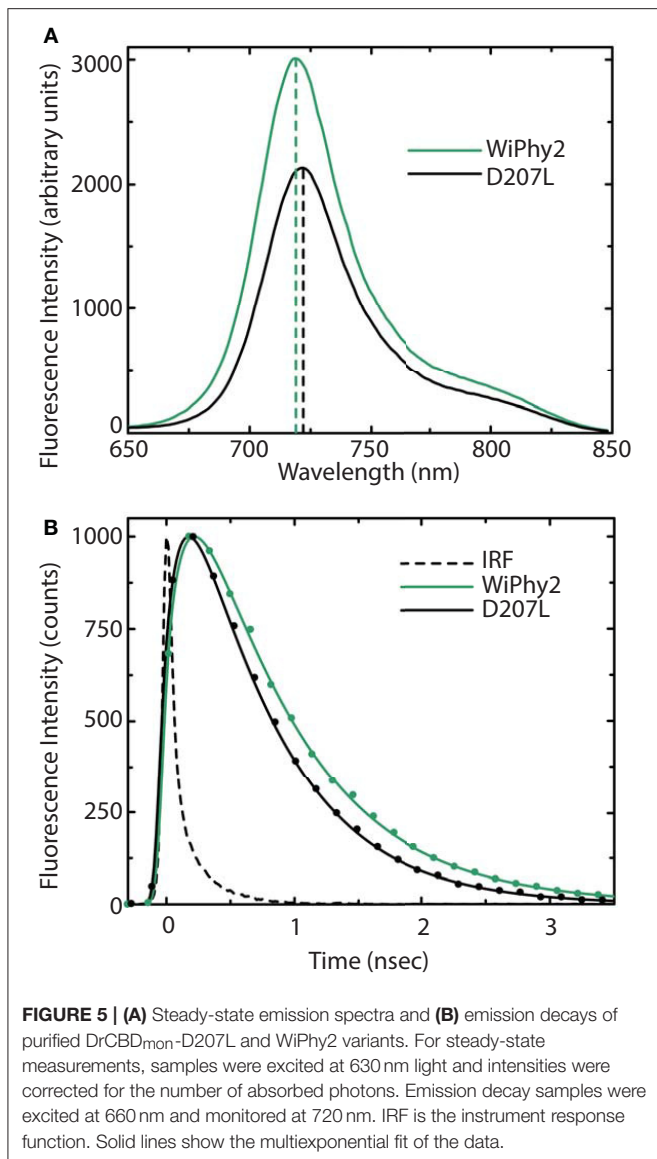 A
Fluorescence Intensity (arbitrary units)
3000
2000
1000
0
WiPhy2
D207L
650 700 750 800 850
Wavelength (nm)
B
Fluorescence Intensity (counts)
1000
750
500
250
0
IRF
WiPhy2
D207L
0 1 2 3
Time (nsec)
FIGURE 5 | (A) Steady-state emission spectra and (B) emission decays of
purified DrCBDmon-D207L and WiPhy2 variants. For steady-state
measurements, samples were excited at 630 nm light and intensities were
corrected for the number of absorbed photons. Emission decay samples were
excited at 660 nm and monitored at 720 nm. IRF is the instrument response
function. Solid lines show the multiexponential fit of the data.